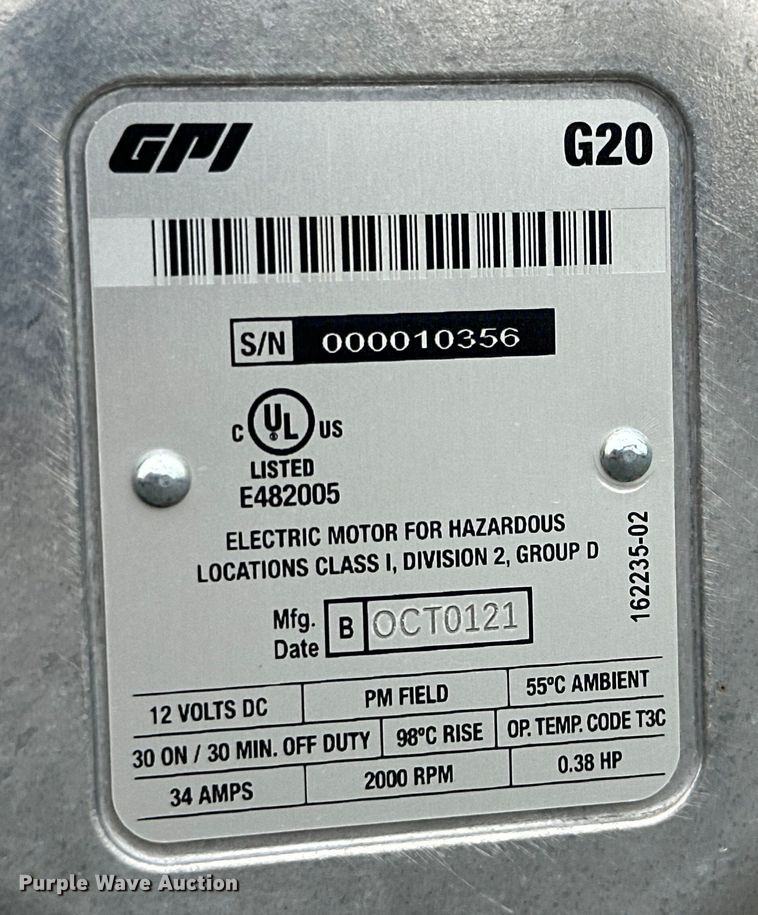 GPI G20
S/N 000010356
C UL US
LISTED
E482005
ELECTRIC MOTOR FOR HAZARDOUS
LOCATIONS CLASS I, DIVISION 2, GROUP D
162235-02
Mfg. Date B OCT0121
12 VOLTS DC PM FIELD 55ºC AMBIENT
30 ON / 30 MIN. OFF DUTY 98ºC RISE OP. TEMP. CODE T3C
34 AMPS 2000 RPM 0.38 HP
Purple Wave Auction